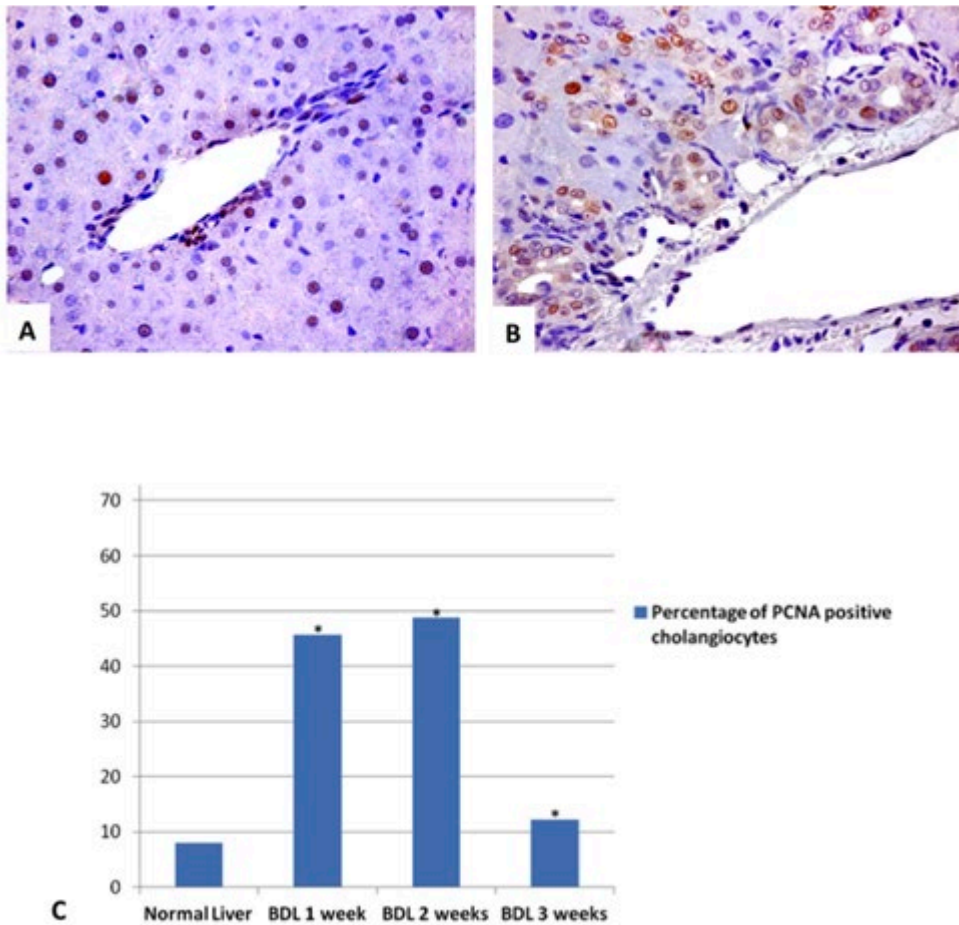 A
B
70
60
50
40
30
20
10
0
*
*
*
Normal Liver
BDL 1 week
BDL 2 weeks
BDL 3 weeks
Percentage of PCNA positive
cholangiocytes
C